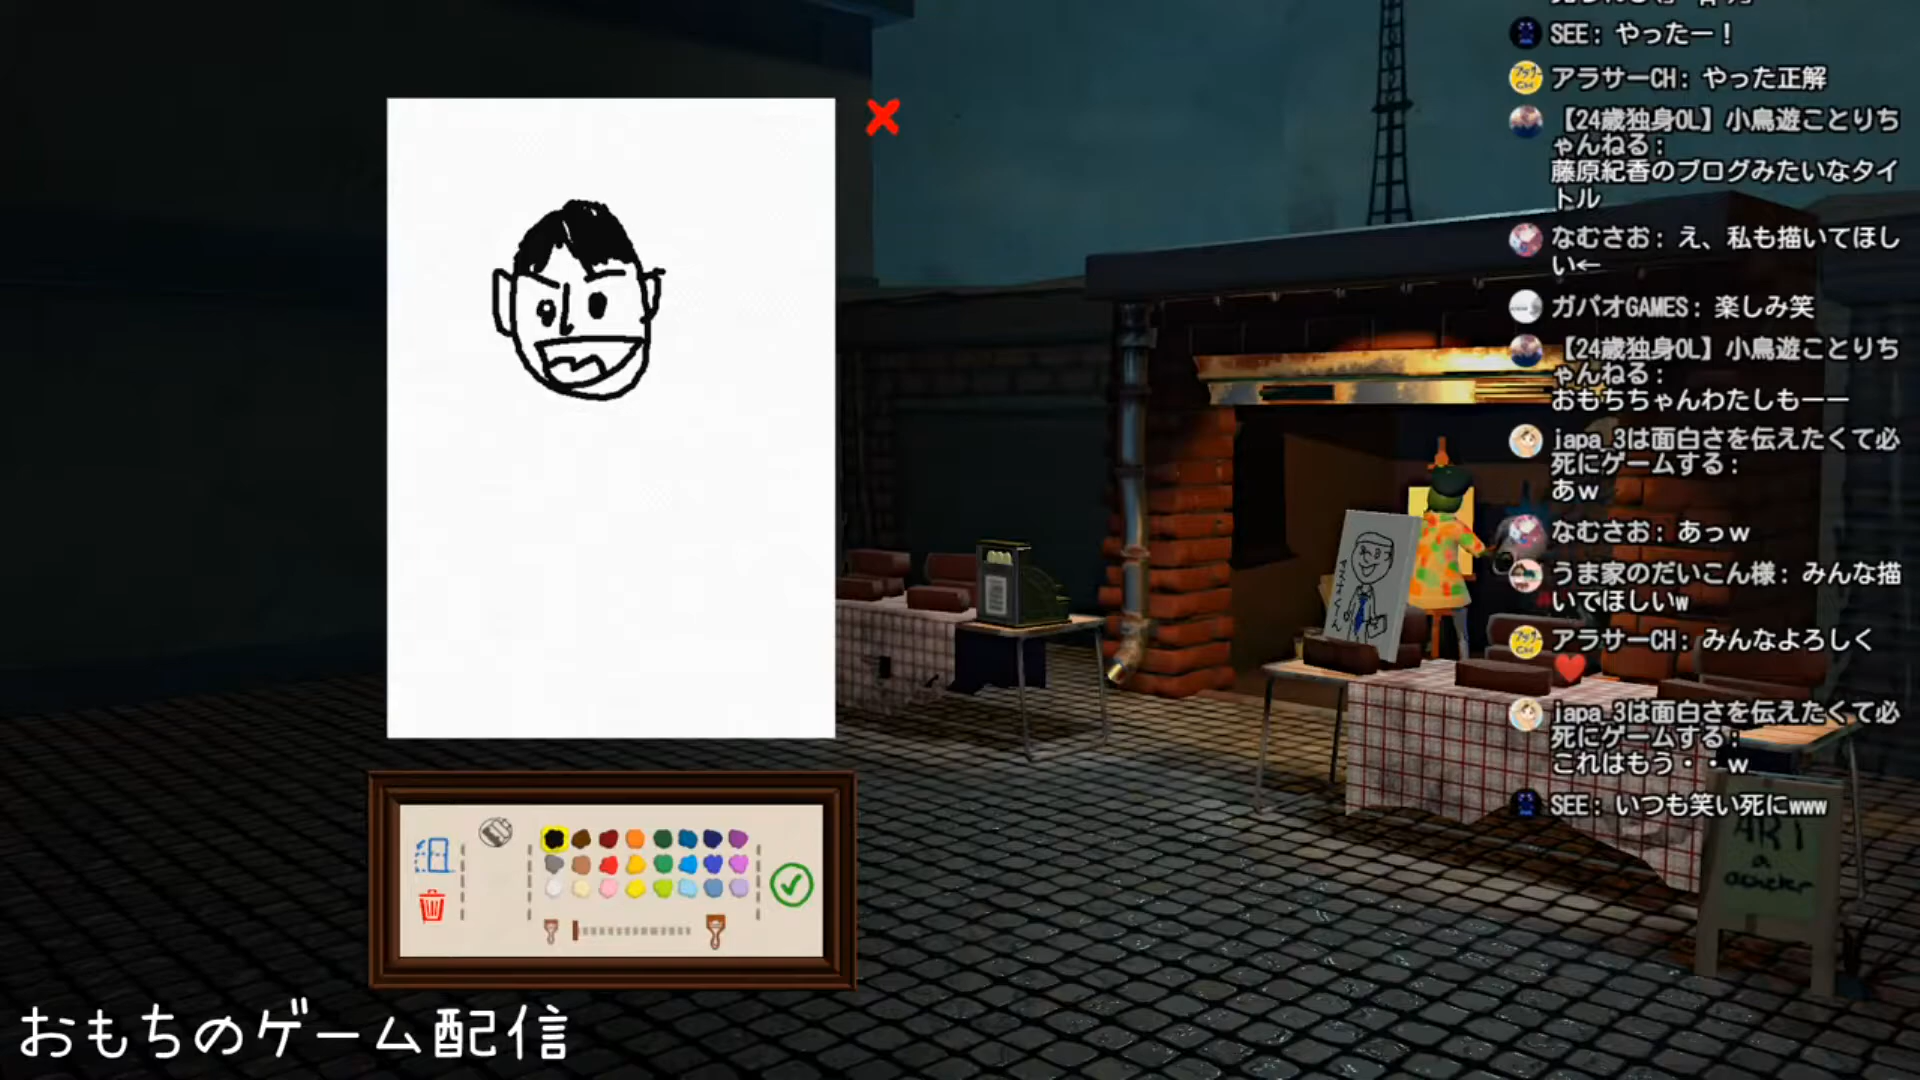 SEE: やったー!
アラサーCH: やった正解
【24歳独身OL】小鳥遊ことりち
ゃんねる:
藤原紀香のブログみたいなタイ
トル
なむさお: え、私も描いてほし
い←
ガパオGAMES: 楽しみ笑
【24歳独身OL】小鳥遊ことりち
ゃんねる:
おもちちゃんわたしもーー
japa_3は面白さを伝えたくて必
死にゲームする:
あw
なむさお: あっw
うま家のだいこん様: みんな描
いてほしいw
アラサーCH: みんなよろしく
❤
japa_3は面白さを伝えたくて必
死にゲームする:
これはもう・・w
SEE: いつも笑い死にwww
ART
a
acheter
おもちのゲーム配信